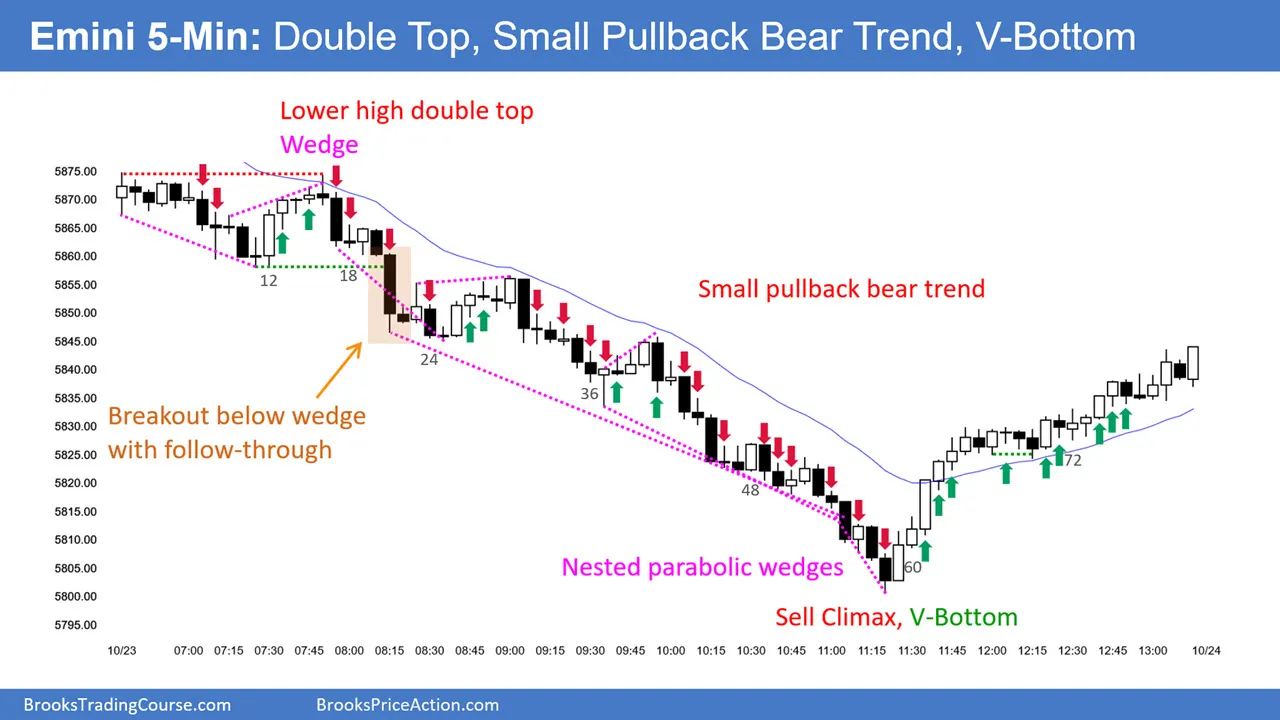 Emini 5-Min: Double Top, Small Pullback Bear Trend, V-Bottom
Lower high double top
Wedge
5875.00
5870.00
5865.00
5860.00
5855.00
5850.00
5845.00
5840.00
5835.00
5830.00
5825.00
5820.00
5815.00
5810.00
5805.00
5800.00
5795.00
12
18
24
36
48
60
72
Small pullback bear trend
Breakout below wedge
with follow-through
Nested parabolic wedges
Sell Climax, V-Bottom
10/23 07:00 07:15 07:30 07:45 08:00 08:15 08:30 08:45 09:00 09:15 09:30 09:45 10:00 10:15 10:30 10:45 11:00 11:15 11:30 11:45 12:00 12:15 12:30 12:45 13:00 10/24
BrooksTradingCourse.com BrooksPriceAction.com